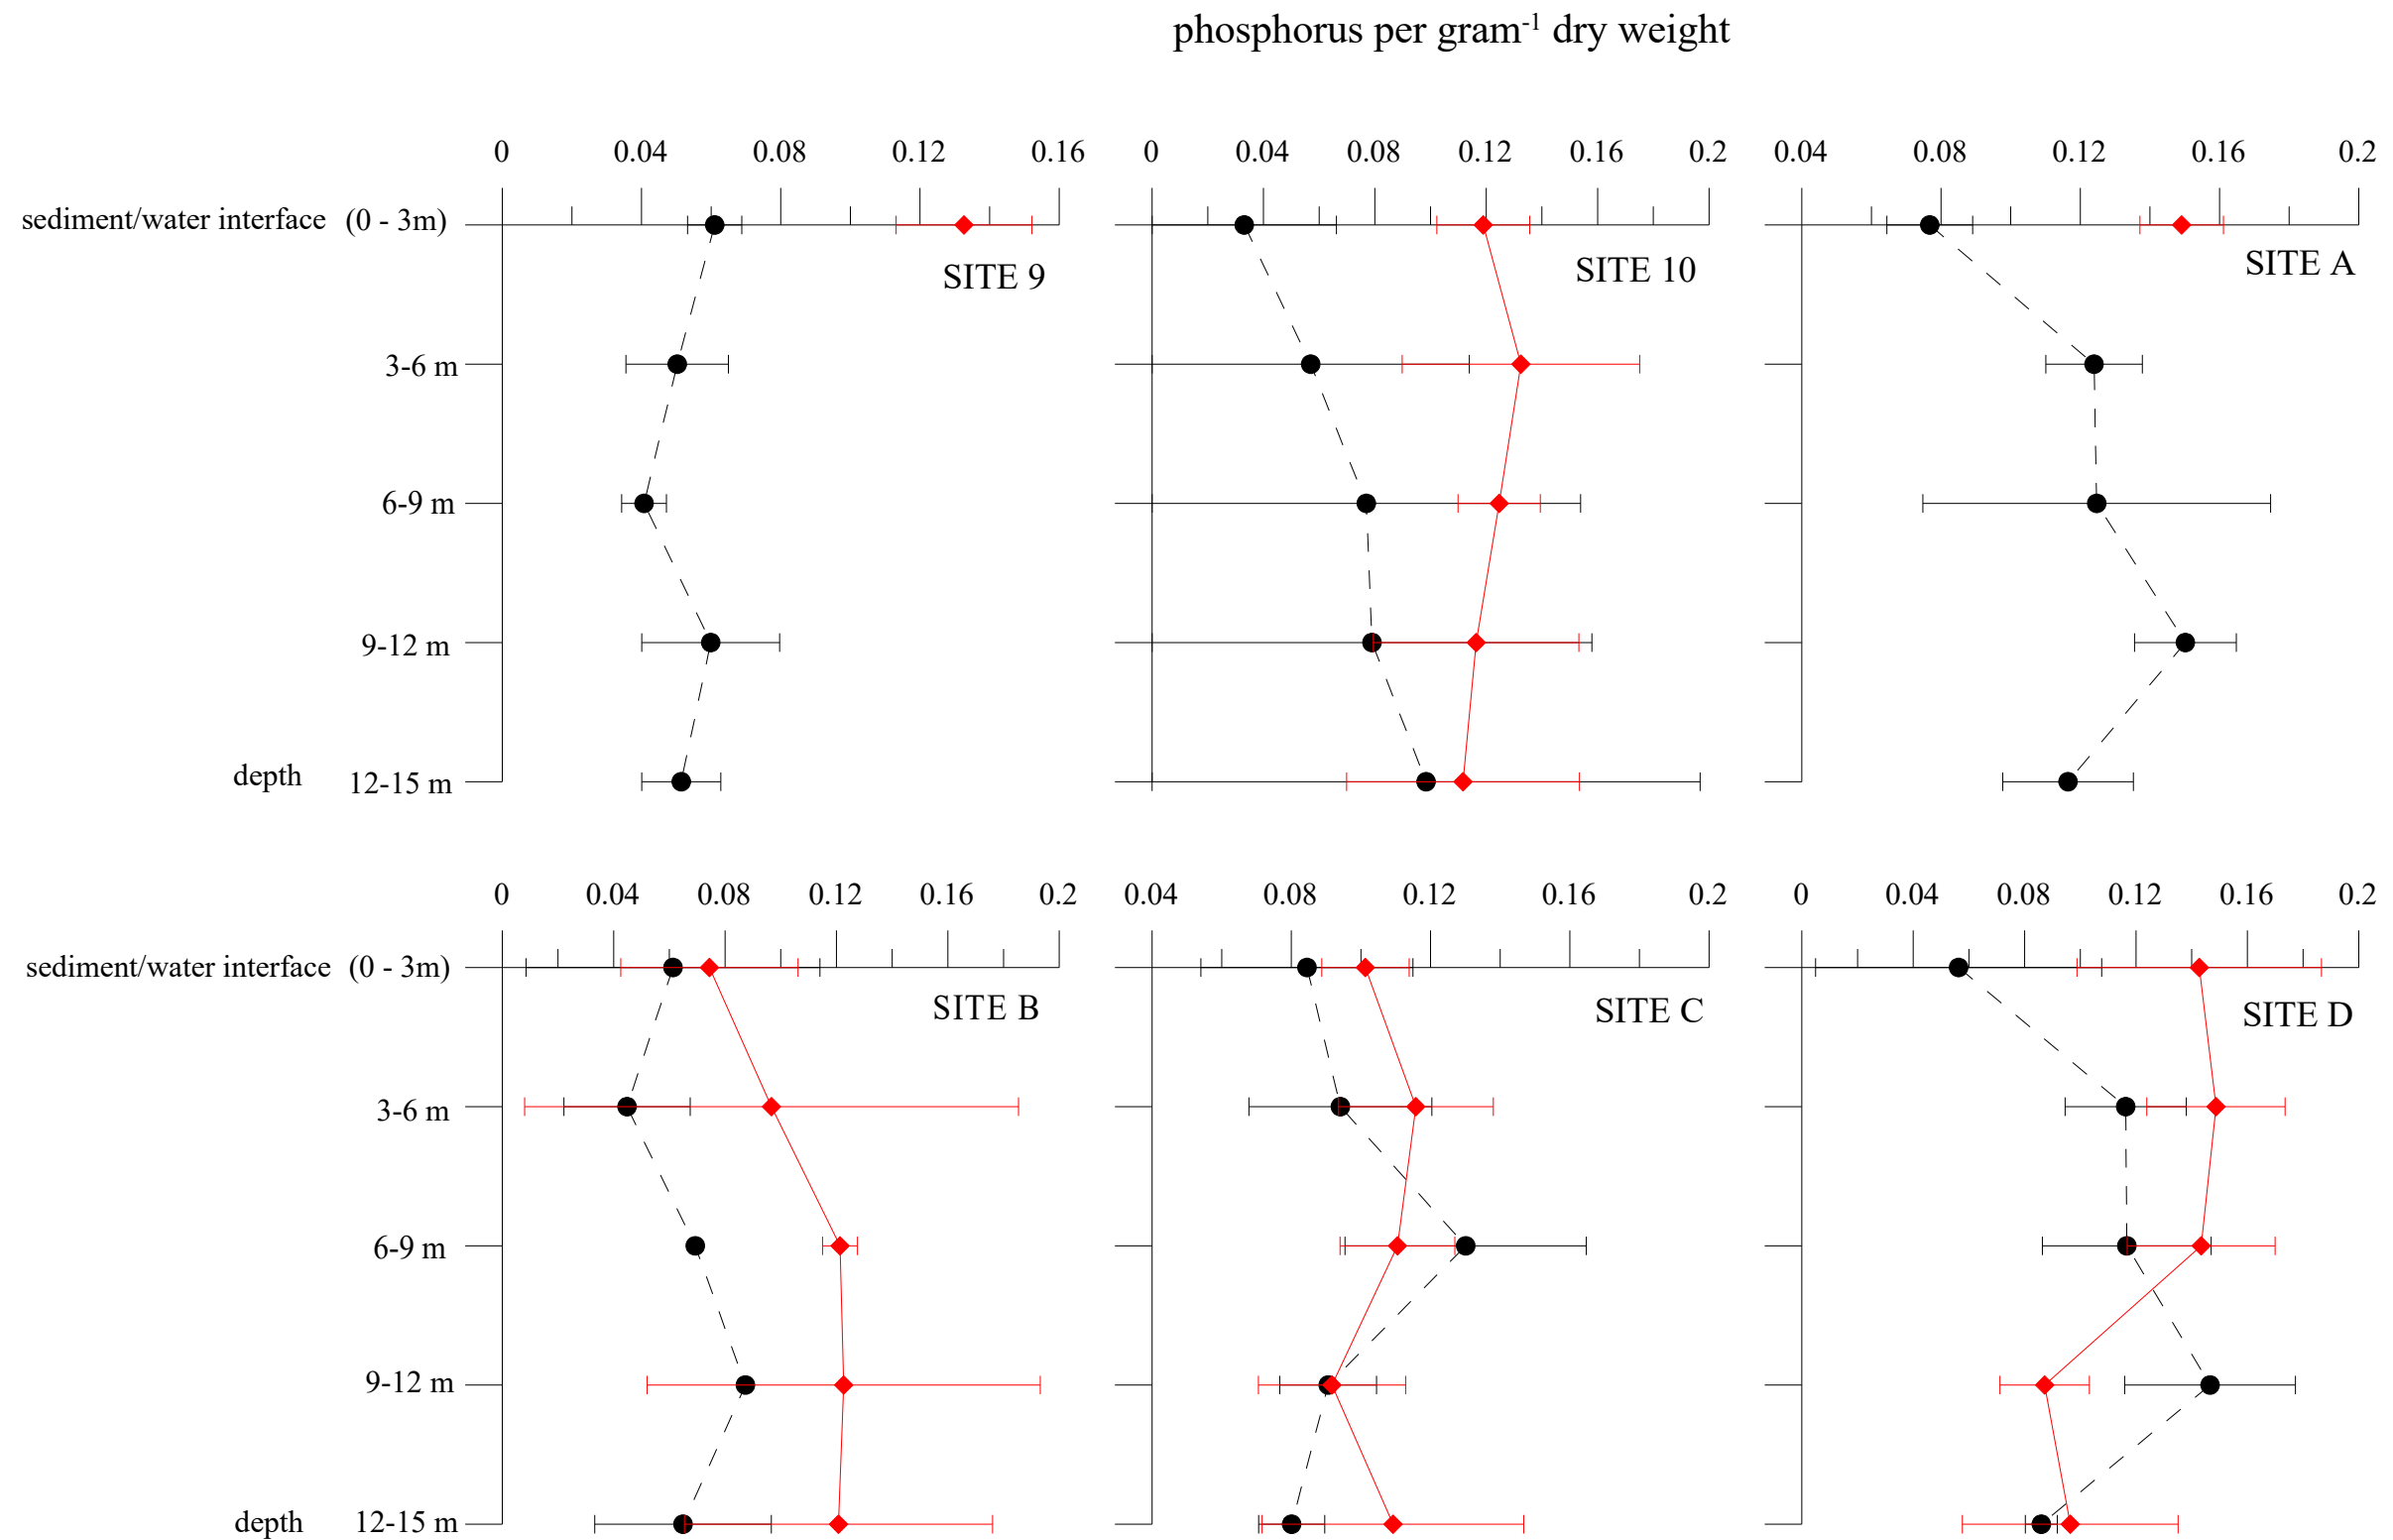 phosphorus per gram-1 dry weight
0 0.04 0.08 0.12 0.16 0 0.04 0.08 0.12 0.16 0.2 0.04 0.08 0.12 0.16 0.2
sediment/water interface (0 - 3m)
SITE 9 SITE 10 SITE A
3-6 m
6-9 m
9-12 m
depth 12-15 m
0 0.04 0.08 0.12 0.16 0.2 0.04 0.08 0.12 0.16 0.2 0 0.04 0.08 0.12 0.16 0.2
sediment/water interface (0 - 3m)
SITE B SITE C SITE D
3-6 m
6-9 m
9-12 m
depth 12-15 m